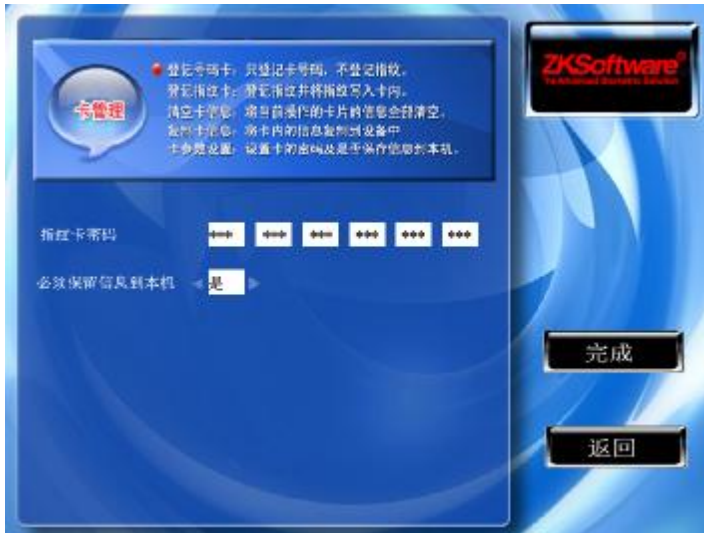 卡管理
登记号码卡：只登记卡号码，不登记指纹。
登记指纹卡：登记指纹并将指纹写入卡内。
清空卡信息：将当前操作的卡片的信息全部清空。
复制卡信息：将卡内的信息复制到设备中
卡参数设置：设置卡的密码及是否保存信息到本机。
ZKSoftware®
指纹卡密码 *** *** *** *** *** ***
必须保留信息到本机 是
完成
返回